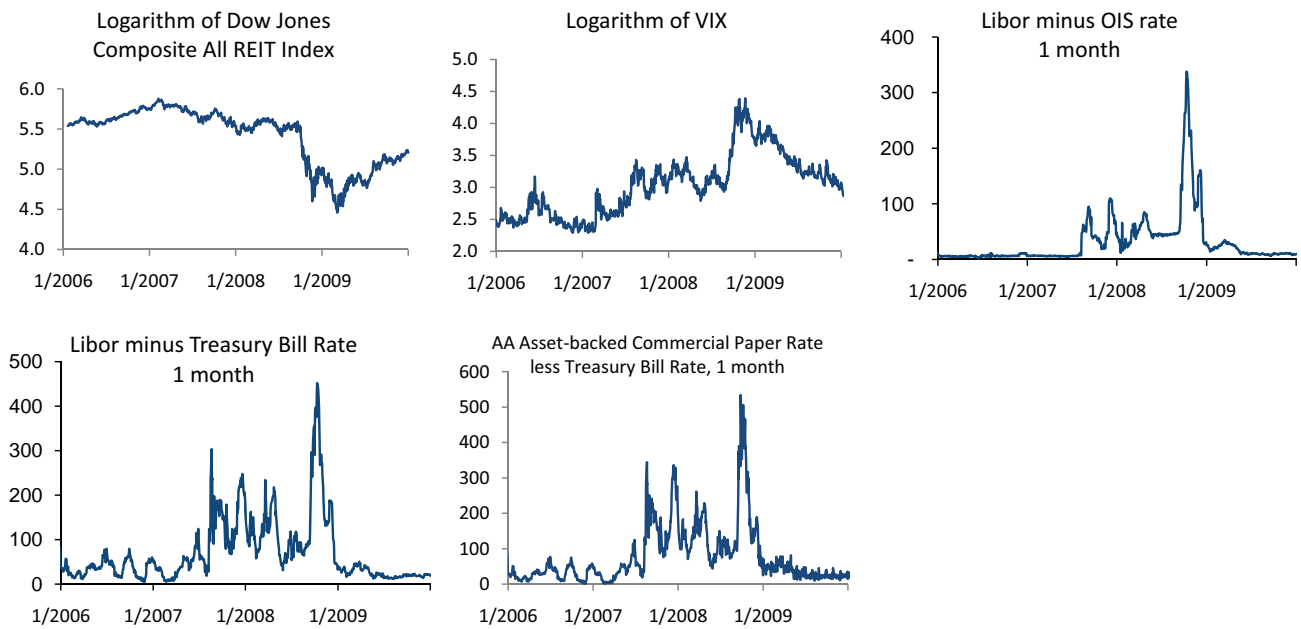 Logarithm of Dow Jones
Composite All REIT Index
6.0
5.5
5.0
4.5
4.0
1/2006 1/2007 1/2008 1/2009
Logarithm of VIX
5.0
4.5
4.0
3.5
3.0
2.5
2.0
1/2006 1/2007 1/2008 1/2009
Libor minus OIS rate
1 month
400
300
200
100
-
1/2006 1/2007 1/2008 1/2009
Libor minus Treasury Bill Rate
1 month
500
400
300
200
100
0
1/2006 1/2007 1/2008 1/2009
AA Asset-backed Commercial Paper Rate
less Treasury Bill Rate, 1 month
600
500
400
300
200
100
0
1/2006 1/2007 1/2008 1/2009